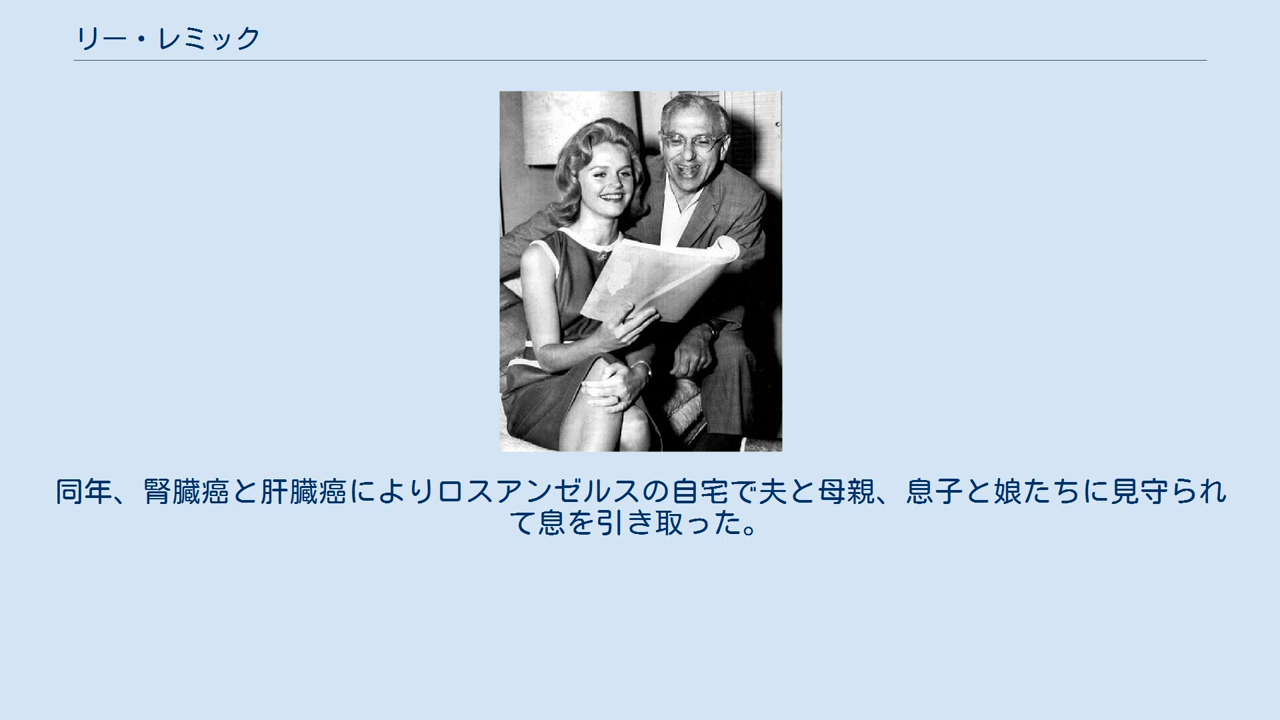 リー・レミック
同年、腎臓癌と肝臓癌によりロスアンゼルスの自宅で夫と母親、息子と娘たちに見守られ
て息を引き取った。